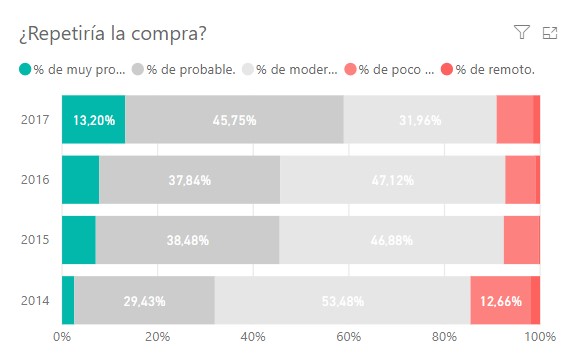 ¿Repetiría la compra?
% de muy pro... % de probable. % de moder... % de poco ... % de remoto.
2017 13,20% 45,75% 31,96%
2016 37,84% 47,12%
2015 38,48% 46,88%
2014 29,43% 53,48% 12,66%
0% 20% 40% 60% 80% 100%